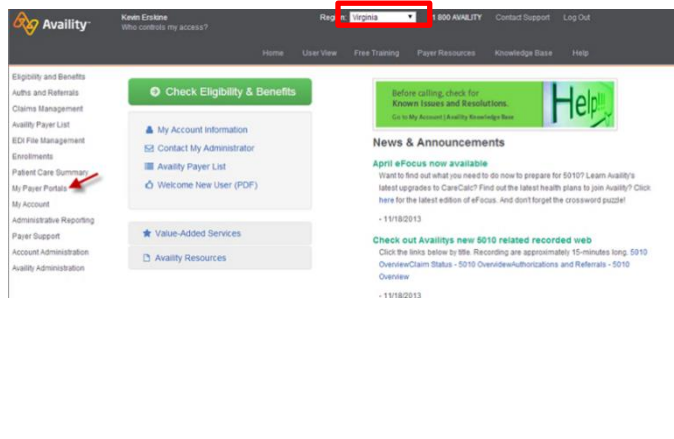 Availity
Kevin Erskine
Who controls my access?
Region: Virginia
1 800 AVAILITY Contact Support Log Out
Home User View Free Training Payer Resources Knowledge Base Help
Eligibility and Benefits
Auths and Referrals
Claims Management
Availity Payer List
EDI File Management
Enrollments
Patient Care Summary
My Payer Portals
My Account
Administrative Reporting
Payer Support
Account Administration
Availity Administration
Check Eligibility & Benefits
My Account Information
Contact My Administrator
Availity Payer List
Welcome New User (PDF)
Value-Added Services
Availity Resources
Before calling, check for
Known Issues and Resolutions.
Go to My Account | Availity Knowledge Base
Help!!!
News & Announcements
April eFocus now available
Want to find out what you need to do now to prepare for 5010? Learn Availity's
latest upgrades to CareCalc? Find out the latest health plans to join Availity? Click
here for the latest edition of eFocus. And don't forget the crossword puzzle!
- 11/18/2013
Check out Availitys new 5010 related recorded web
Click the links below by title. Recording are approximately 15-minutes long. 5010
OverviewClaim Status - 5010 OvervidewAuthorizations and Referrals - 5010
Overview
- 11/18/2013